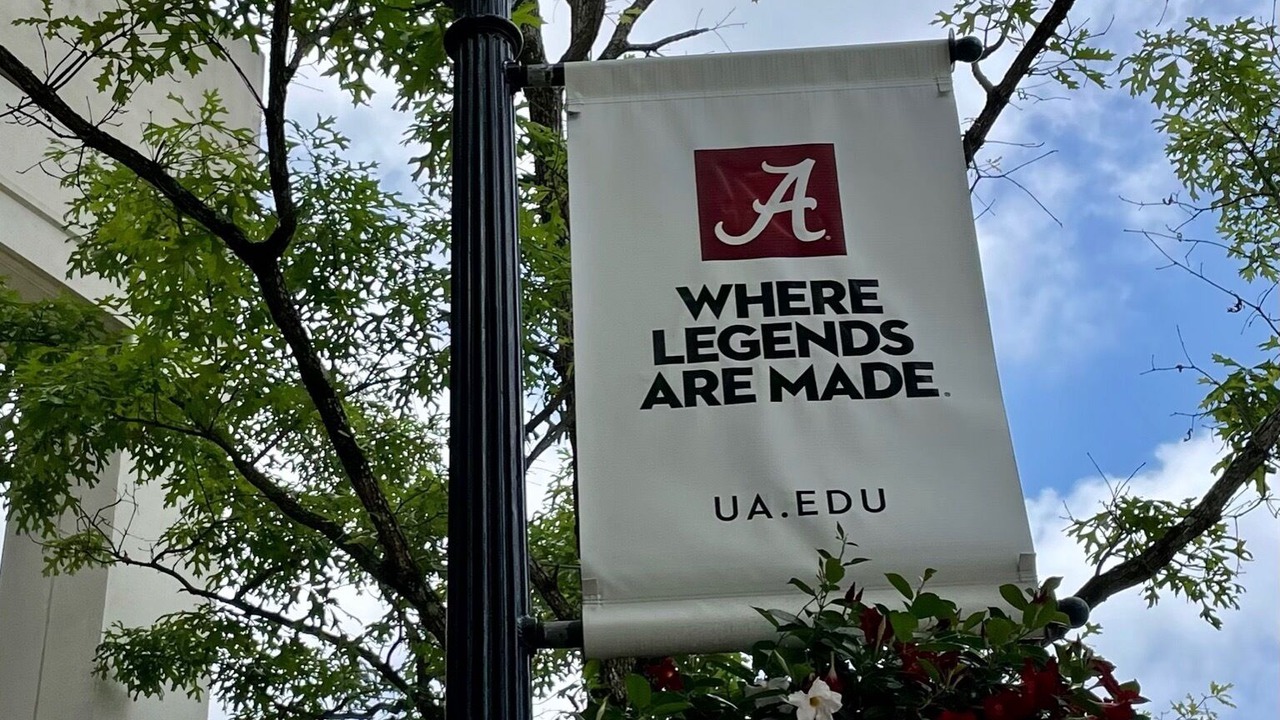 A
WHERE
LEGENDS
ARE MADE.
UA.EDU